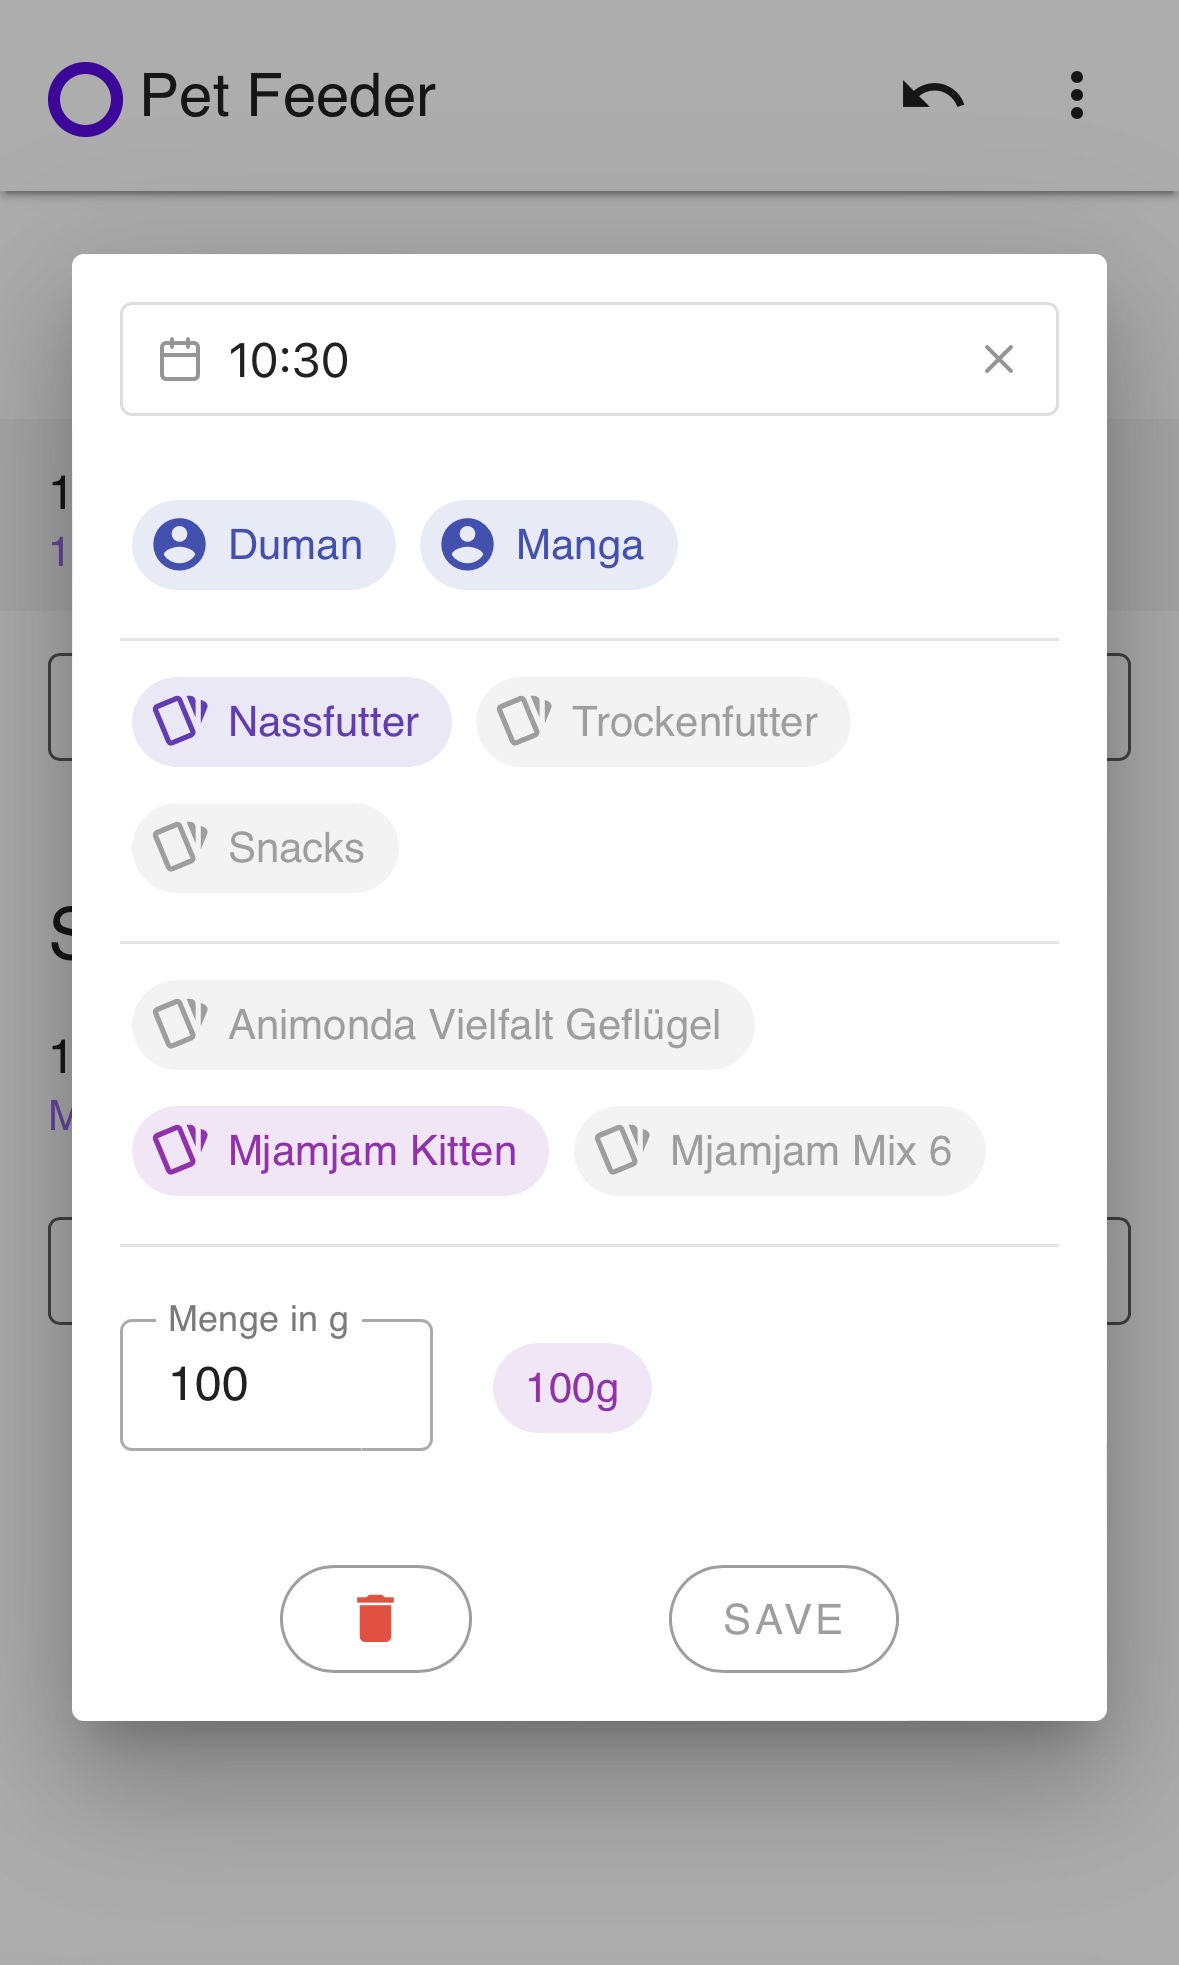 Pet Feeder
10:30
Duman Manga
Nassfutter Trockenfutter
Snacks
Animonda Vielfalt Geflügel
Mjamjam Kitten Mjamjam Mix 6
Menge in g
100 100g
SAVE